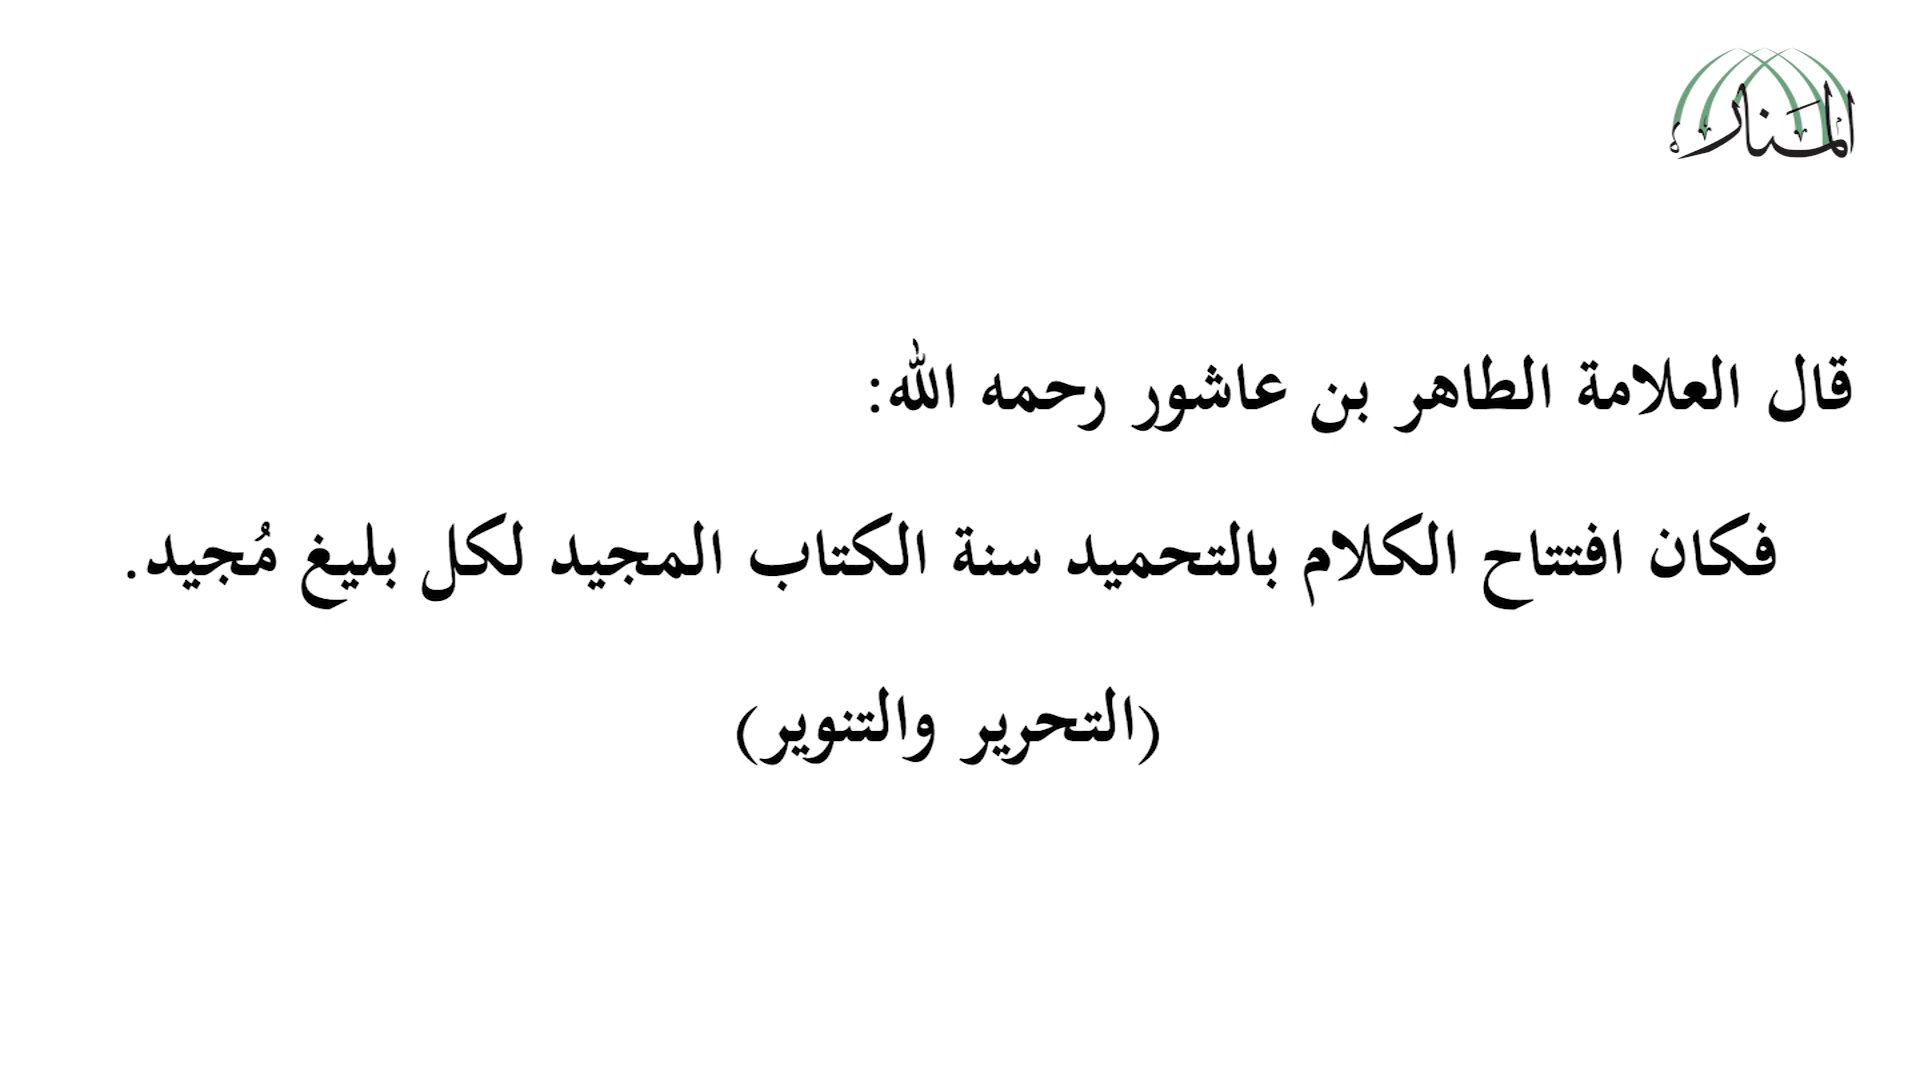 المنارة
قال العلامة الطاهر بن عاشور رحمه الله:
فكان افتتاح الكلام بالتحميد سنة الكتاب المجيد لكل بليغ مُجيد.
(التحرير والتنوير)